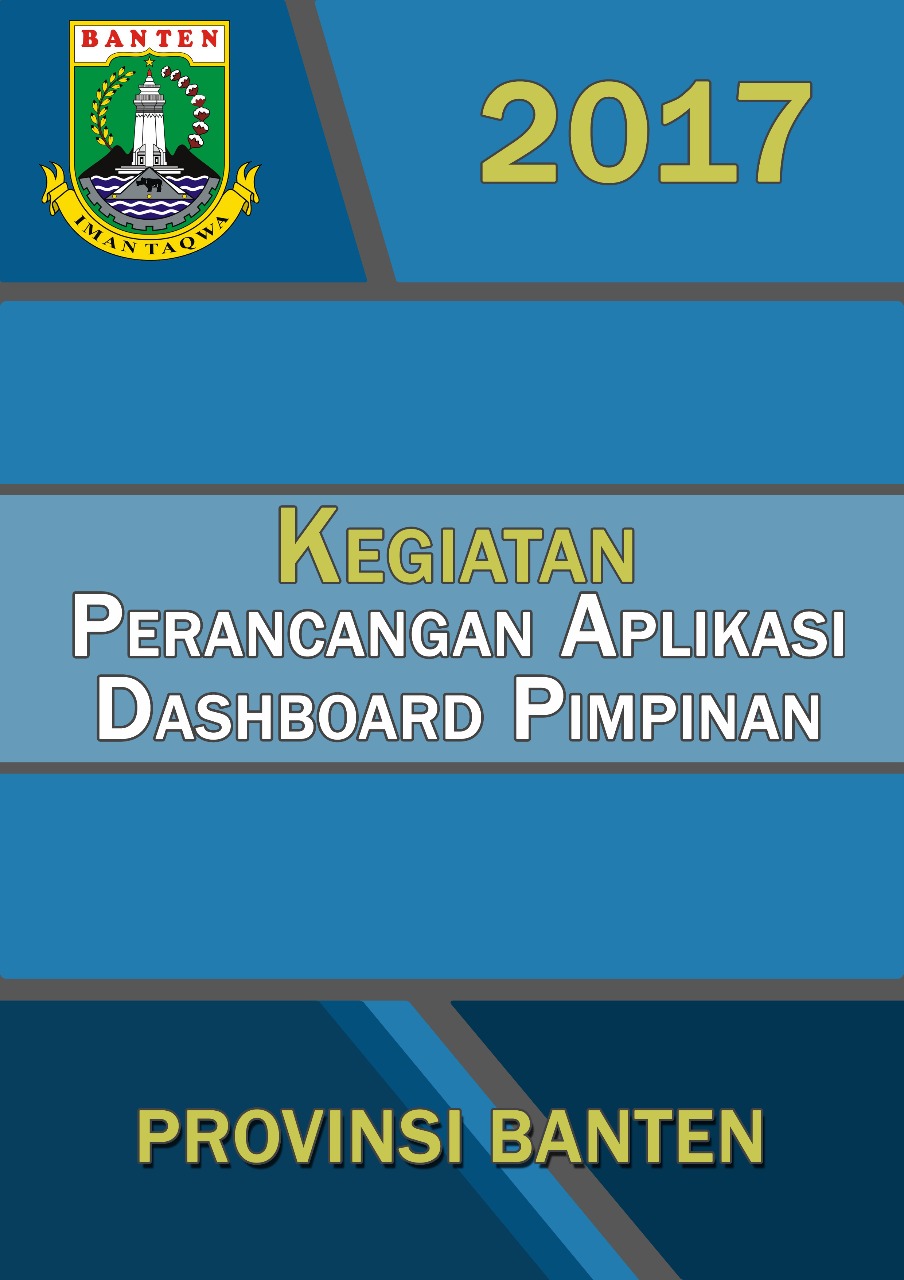 BANTEN
IMAN TAQWA
2017
KEGIATAN
PERANCANGAN APLIKASI
DASHBOARD PIMPINAN
PROVINSI BANTEN